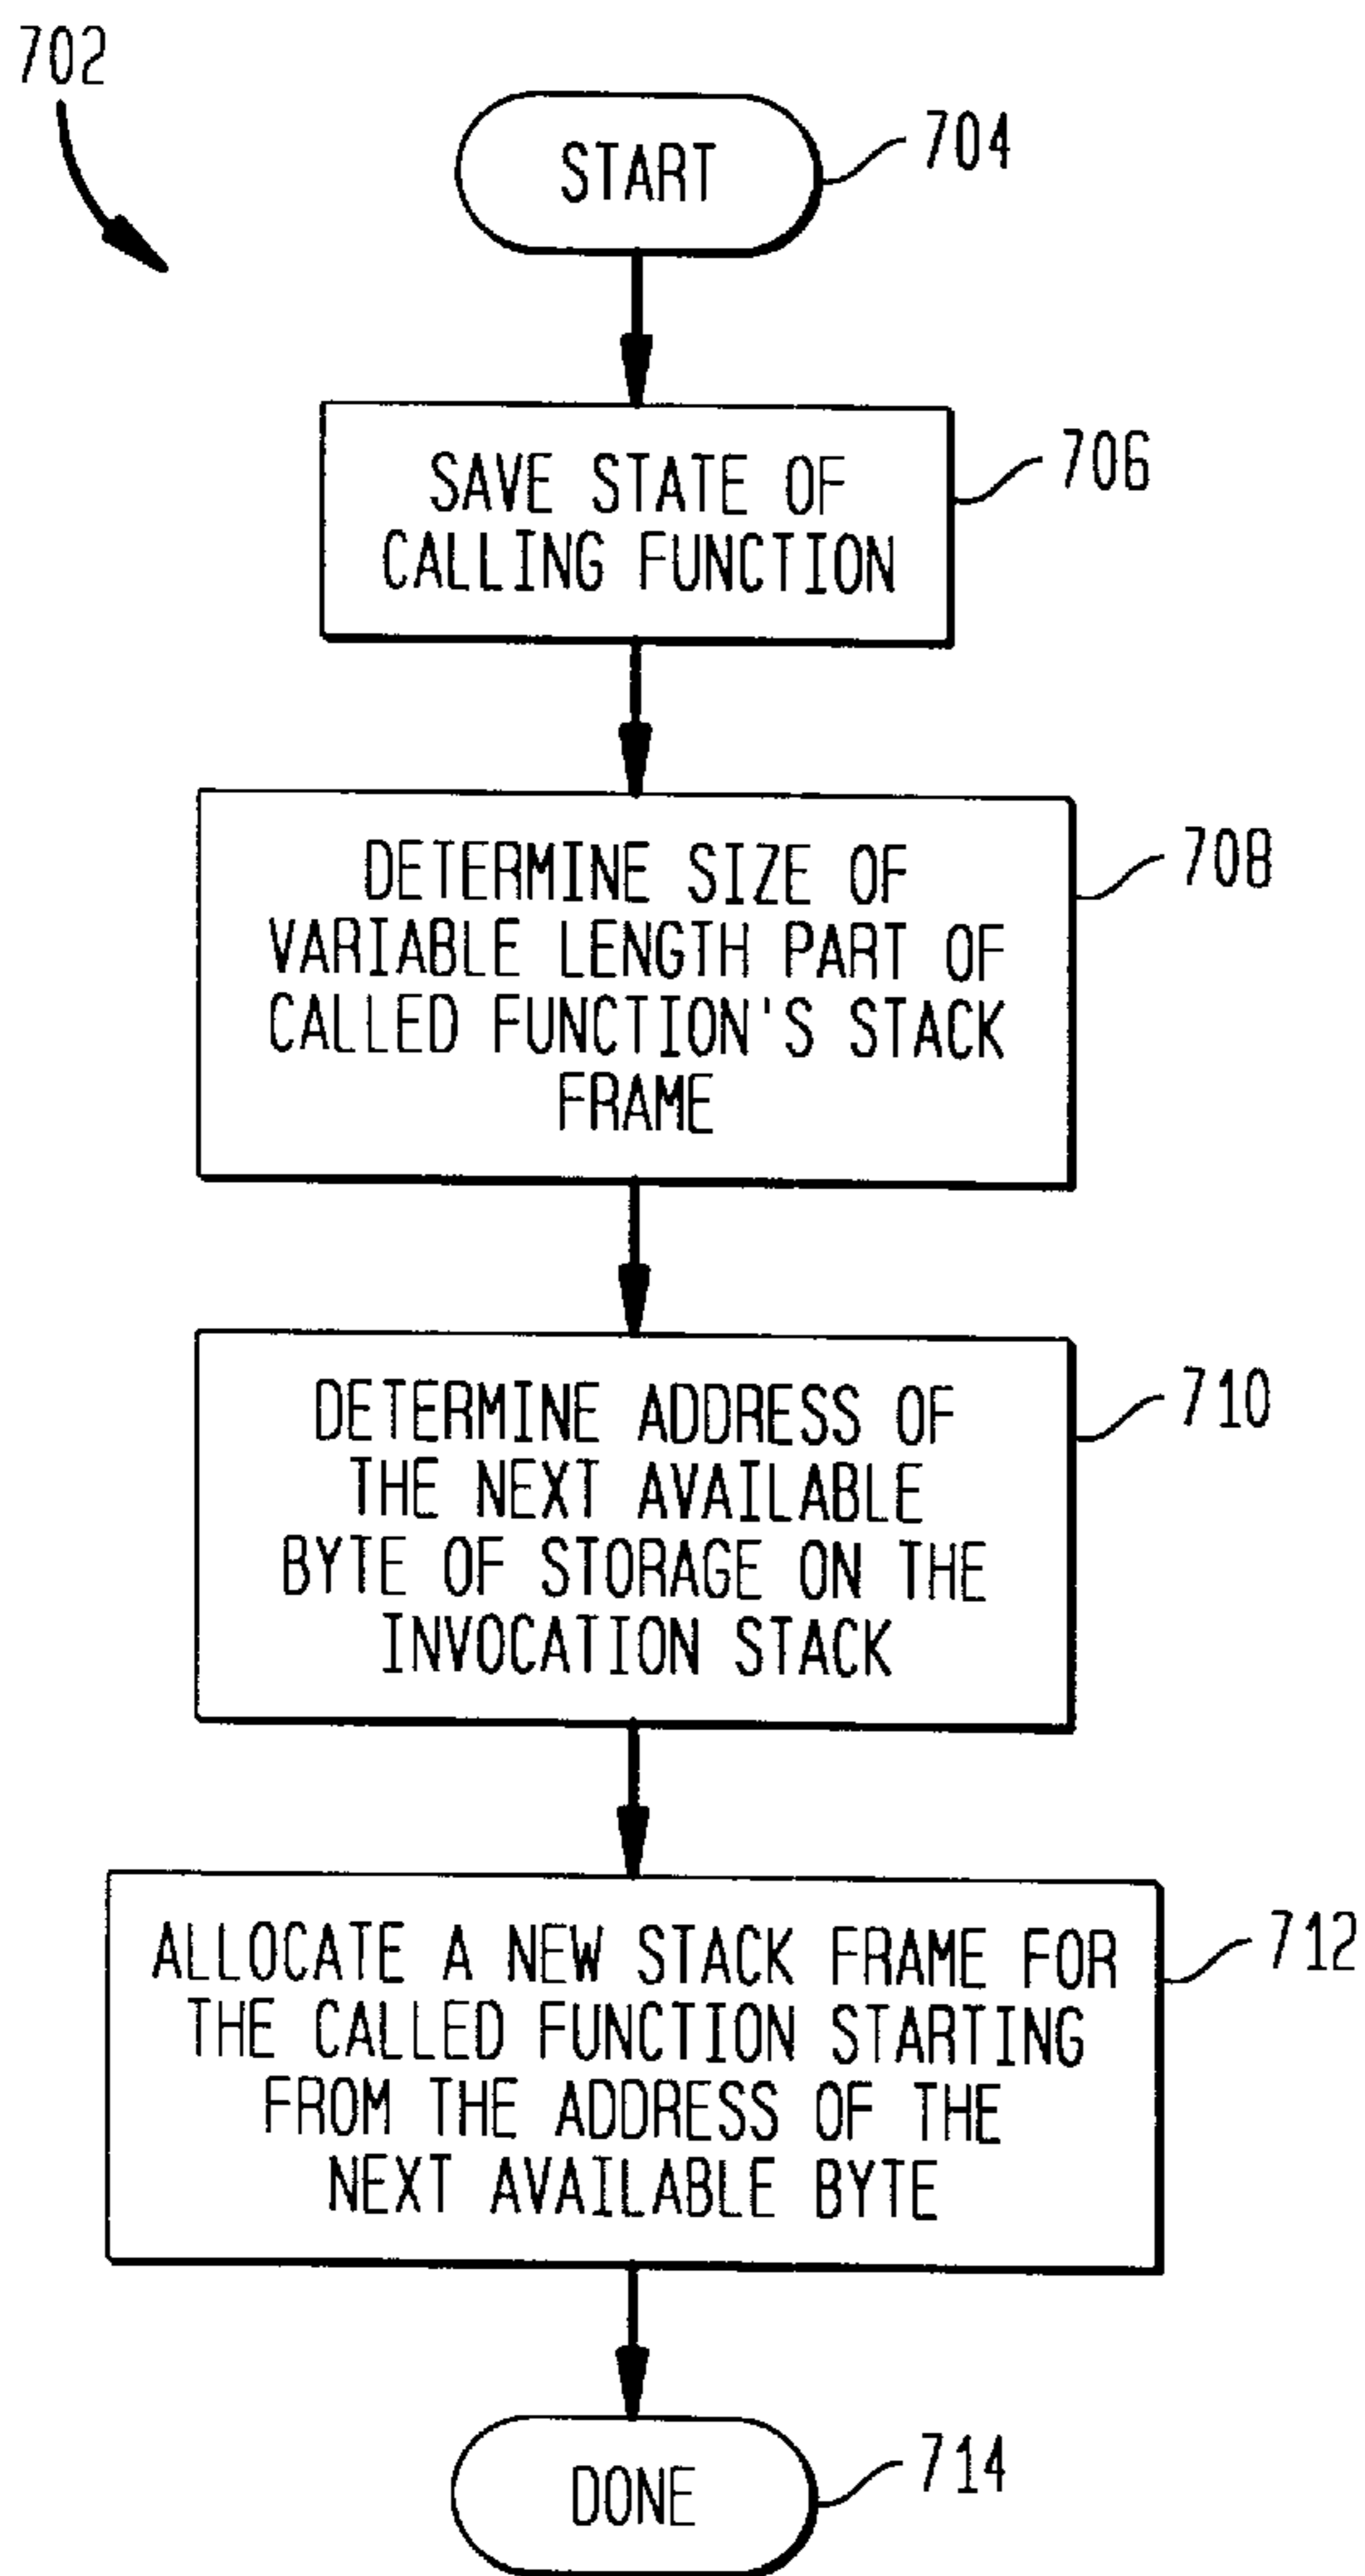 702
START
704
SAVE STATE OF
CALLING FUNCTION
706
DETERMINE SIZE OF
VARIABLE LENGTH PART OF
CALLED FUNCTION'S STACK
FRAME
708
DETERMINE ADDRESS OF
THE NEXT AVAILABLE
BYTE OF STORAGE ON THE
INVOCATION STACK
710
ALLOCATE A NEW STACK FRAME FOR
THE CALLED FUNCTION STARTING
FROM THE ADDRESS OF THE
NEXT AVAILABLE BYTE
712
DONE
714